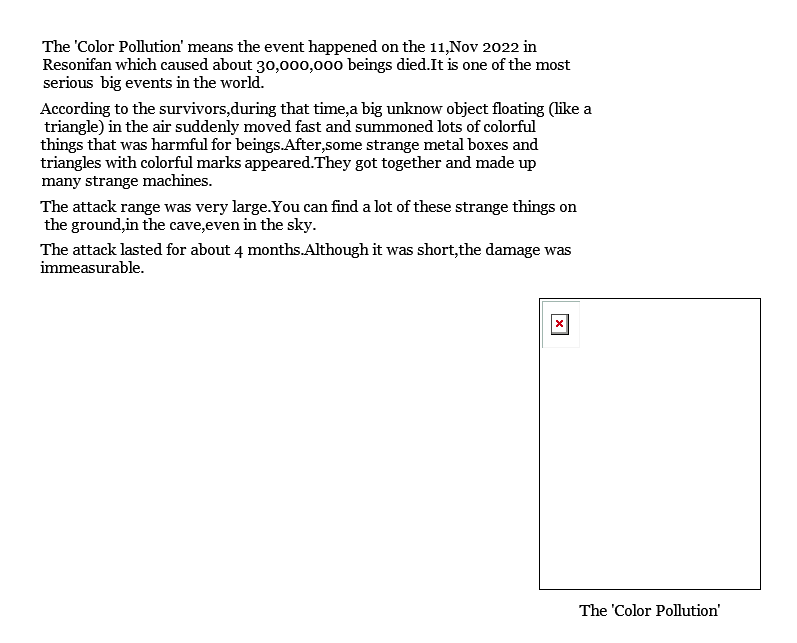 The 'Color Pollution' means the event happened on the 11,Nov 2022 in
Resonifan which caused about 30,000,000 beings died.It is one of the most
serious  big events in the world.
According to the survivors,during that time,a big unknow object floating (like a
triangle) in the air suddenly moved fast and summoned lots of colorful
things that was harmful for beings.After,some strange metal boxes and
triangles with colorful marks appeared.They got together and made up
many strange machines.
The attack range was very large.You can find a lot of these strange things on
the ground,in the cave,even in the sky.
The attack lasted for about 4 months.Although it was short,the damage was
immeasurable.
The 'Color Pollution'